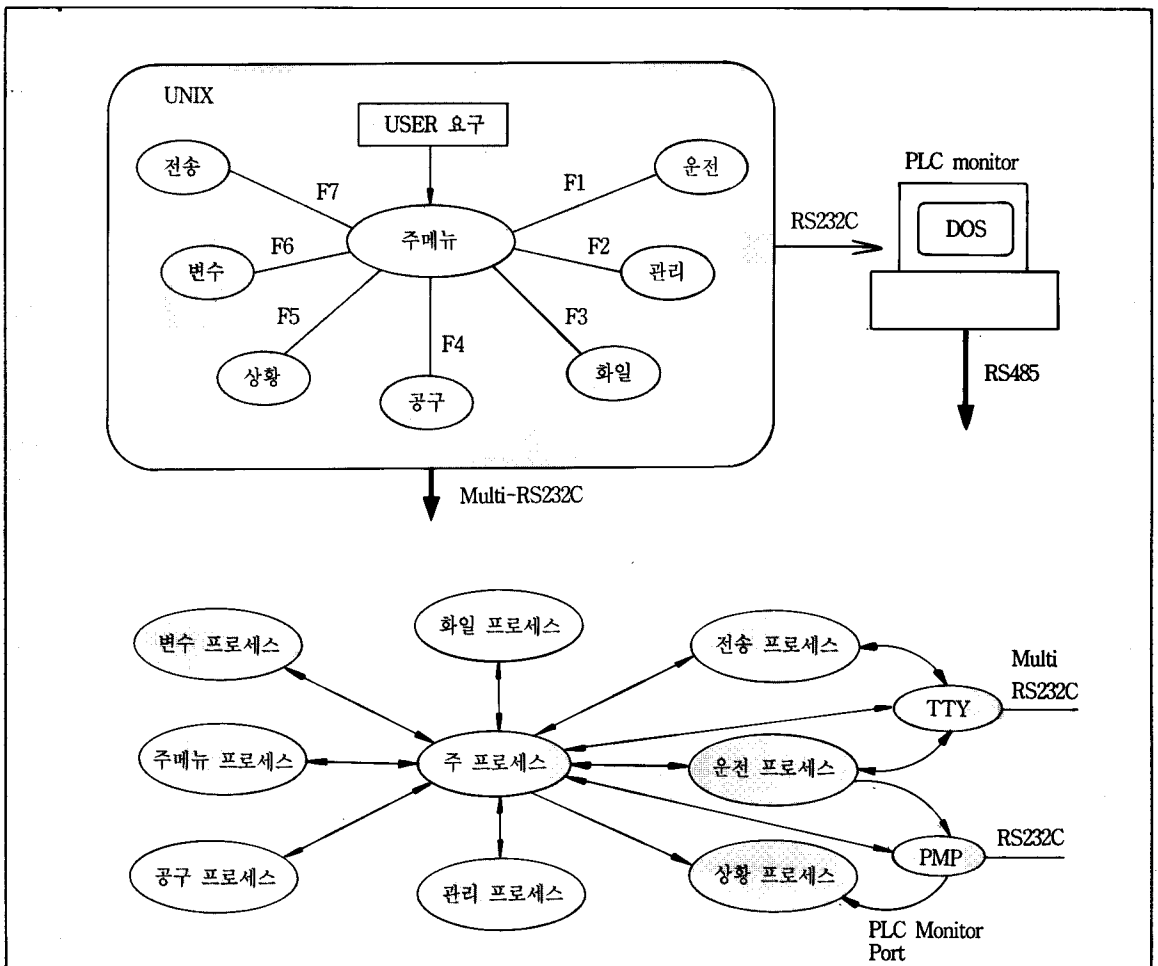 UNIX
USER 요구
전송
운전
F7
F1
주메뉴
F6
F2
변수
관리
F5
F3
F4
상황
화일
공구
RS232C
PLC monitor
DOS
RS485
Multi-RS232C
화일 프로세스
변수 프로세스
전송 프로세스
Multi
RS232C
TTY
주메뉴 프로세스
주 프로세스
운전 프로세스
RS232C
PMP
공구 프로세스
관리 프로세스
상황 프로세스
PLC Monitor
Port